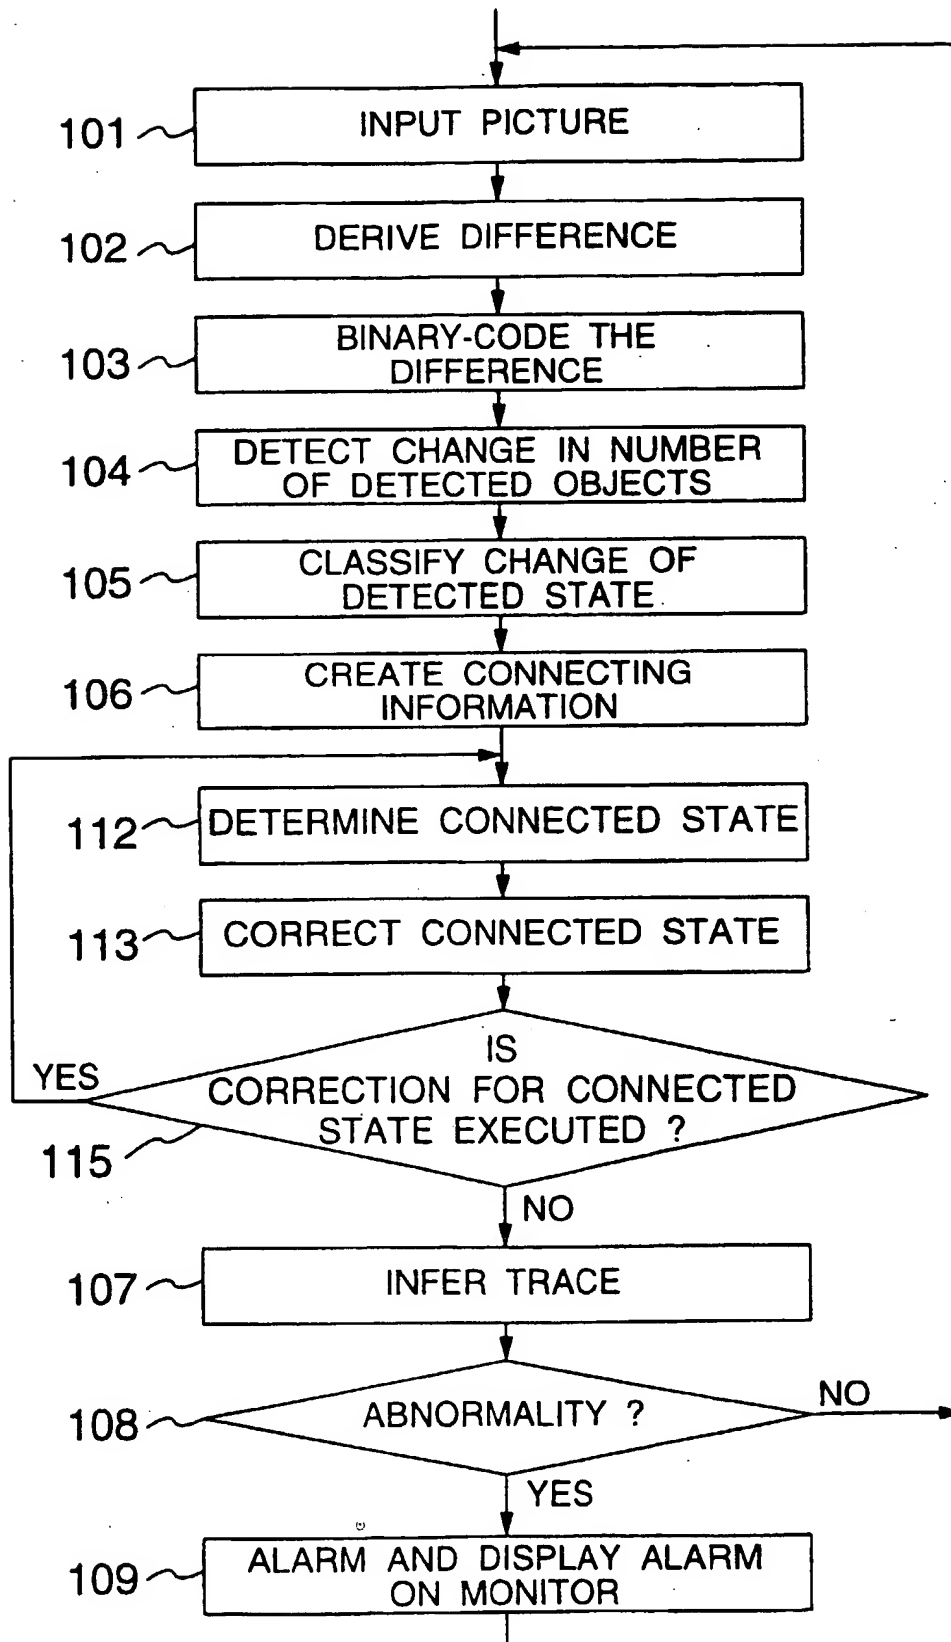 101
INPUT PICTURE
102
DERIVE DIFFERENCE
103
BINARY-CODE THE
DIFFERENCE
104
DETECT CHANGE IN NUMBER
OF DETECTED OBJECTS
105
CLASSIFY CHANGE OF
DETECTED STATE
106
CREATE CONNECTING
INFORMATION
112
DETERMINE CONNECTED STATE
113
CORRECT CONNECTED STATE
YES
IS
CORRECTION FOR CONNECTED
STATE EXECUTED ?
115
NO
107
INFER TRACE
108
ABNORMALITY ?
NO
YES
109
ALARM AND DISPLAY ALARM
ON MONITOR